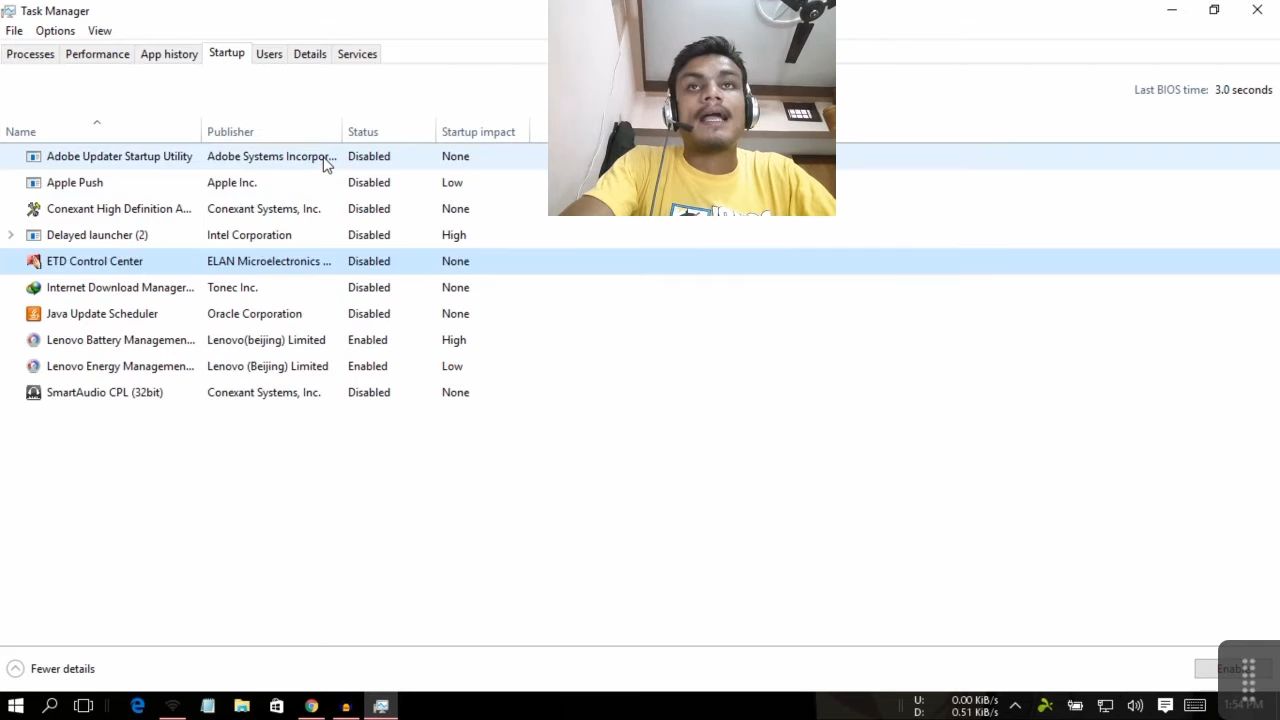 Task Manager
File Options View
Processes Performance App history Startup Users Details Services
Last BIOS time: 3.0 seconds
Name Publisher Status Startup impact
Adobe Updater Startup Utility Adobe Systems Incorpor... Disabled None
Apple Push Apple Inc. Disabled Low
Conexant High Definition A... Conexant Systems, Inc. Disabled None
Delayed launcher (2) Intel Corporation Disabled High
ETD Control Center ELAN Microelectronics ... Disabled None
Internet Download Manager... Tonec Inc. Disabled None
Java Update Scheduler Oracle Corporation Disabled None
Lenovo Battery Managemen... Lenovo(beijing) Limited Enabled High
Lenovo Energy Managemen... Lenovo (Beijing) Limited Enabled Low
SmartAudio CPL (32bit) Conexant Systems, Inc. Disabled None
Fewer details
U: 0.00 KiB/s
D: 0.51 KiB/s
1:54 PM